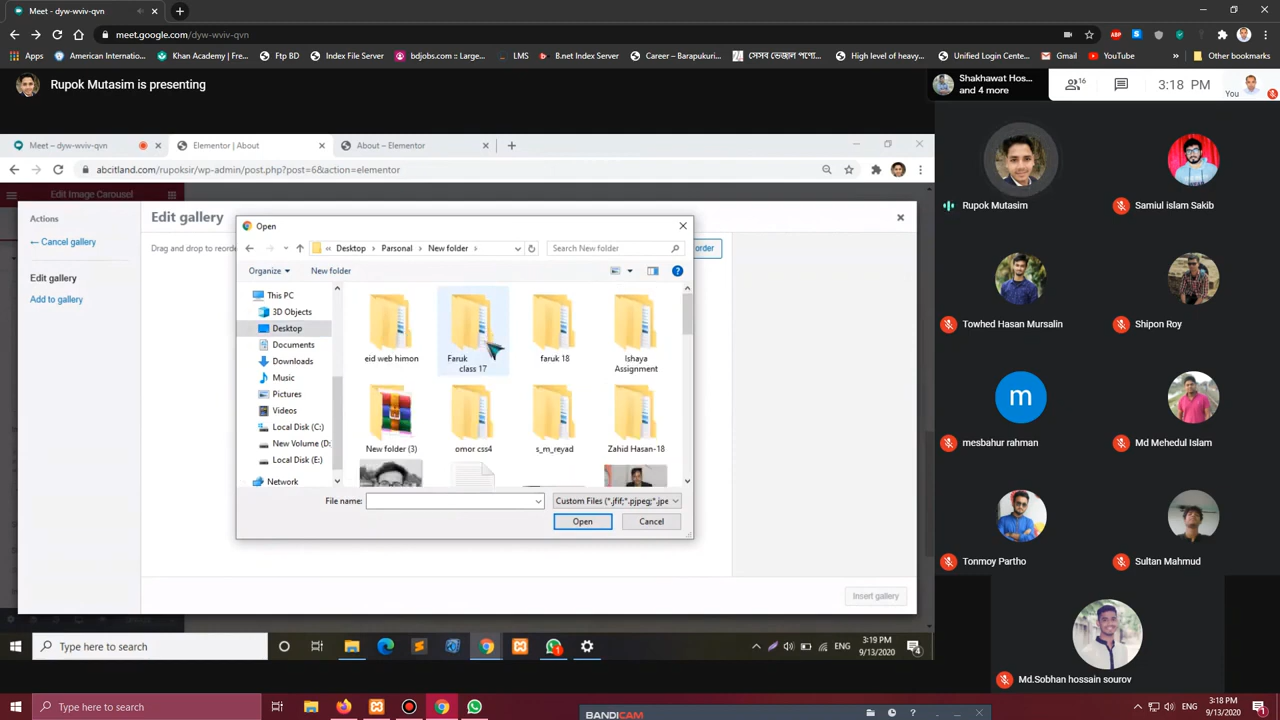 Meet - dyw-wviv-qvn
meet.google.com/dyw-wviv-qvn
Apps
American Internatio...
Khan Academy | Fre...
Ftp BD
Index File Server
bdjobs.com | Largest...
LMS
B.net Index Server
Career – Barapukuri...
সেসব ভেজাল পণ্যে...
High level of heavy...
Unified Login Center...
Gmail
YouTube
Other bookmarks
Rupok Mutasim is presenting
Shakhawat Hos...
and 4 more
16
3:18 PM
You
Meet – dyw-wviv-qvn
Elementor | About
About – Elementor
abcitland.com/rupoksir/wp-admin/post.php?post=6&action=elementor
Edit Image Carousel
Actions
← Cancel gallery
Edit gallery
Add to gallery
Edit gallery
Drag and drop to reorde
order
Open
Desktop
Parsonal
New folder
Search New folder
Organize
New folder
This PC
3D Objects
Desktop
Documents
Downloads
Music
Pictures
Videos
Local Disk (C:)
New Volume (D:
Local Disk (E:)
Network
eid web himon
Faruk
class 17
faruk 18
Ishaya
Assignment
New folder (3)
omor css4
s_m_reyad
Zahid Hasan-18
File name:
Custom Files (*.jfif;*.pjpeg;*.jpe
Open
Cancel
Insert gallery
Type here to search
ENG
3:19 PM
9/13/2020
4
Rupok Mutasim
Samiul islam Sakib
Towhed Hasan Mursalin
Shipon Roy
m
mesbahur rahman
Md Mehedul Islam
Tonmoy Partho
Sultan Mahmud
Md.Sobhan hossain sourov
Type here to search
BANDICAM
ENG
3:18 PM
9/13/2020